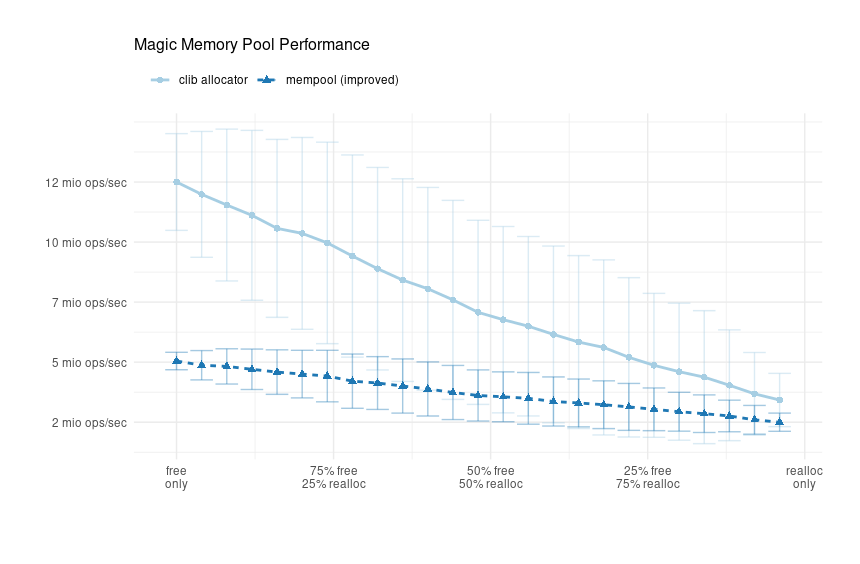 Magic Memory Pool Performance
clib allocator mempool (improved)
12 mio ops/sec
10 mio ops/sec
7 mio ops/sec
5 mio ops/sec
2 mio ops/sec
free only
75% free 25% realloc
50% free 50% realloc
25% free 75% realloc
realloc only